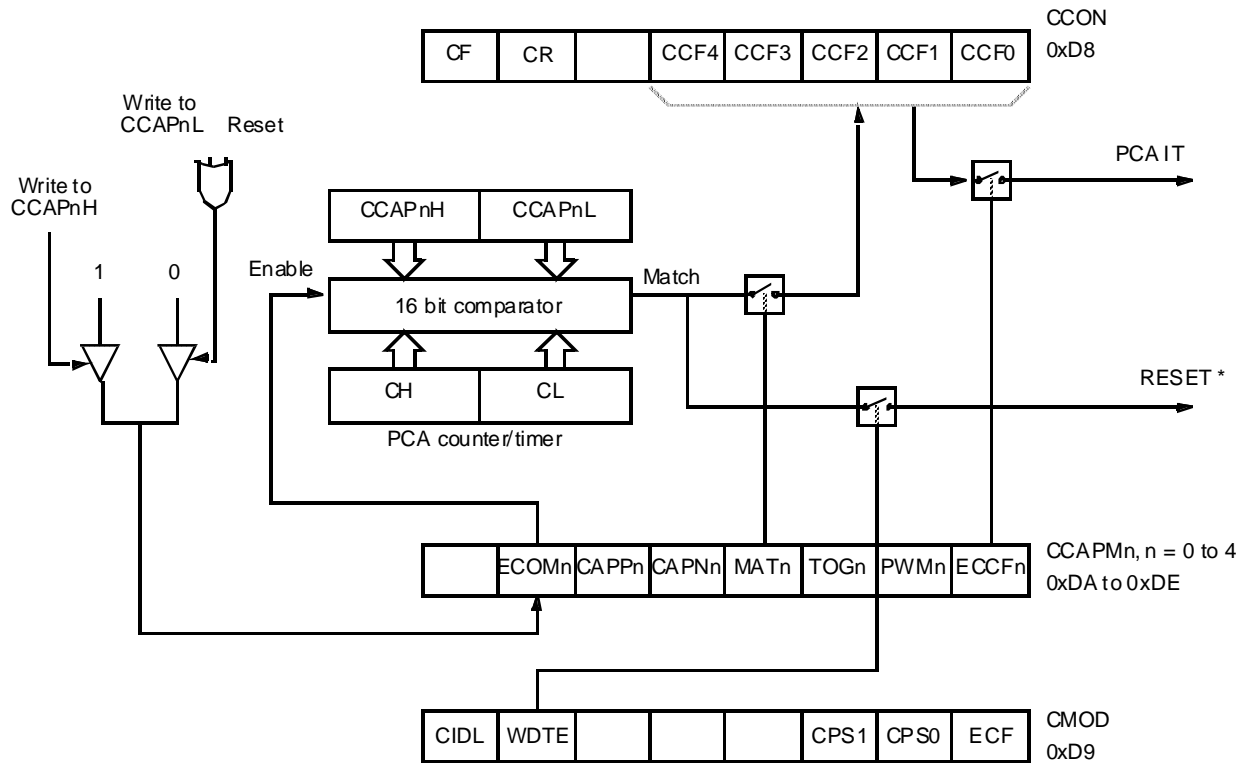 CCON
0xD8
CF CR CCF4 CCF3 CCF2 CCF1 CCF0
Write to
CCAPnL Reset
PCA IT
Write to
CCAPnH
CCAPnH CCAPnL
1 0
Enable
Match
16 bit comparator
CH CL
RESET *
PCA counter/timer
ECOMn CAPPn CAPNn MATn TOGn PWMn ECCFn
CCAPMn, n = 0 to 4
0xDA to 0xDE
CIDL WDTE CPS1 CPS0 ECF
CMOD
0xD9